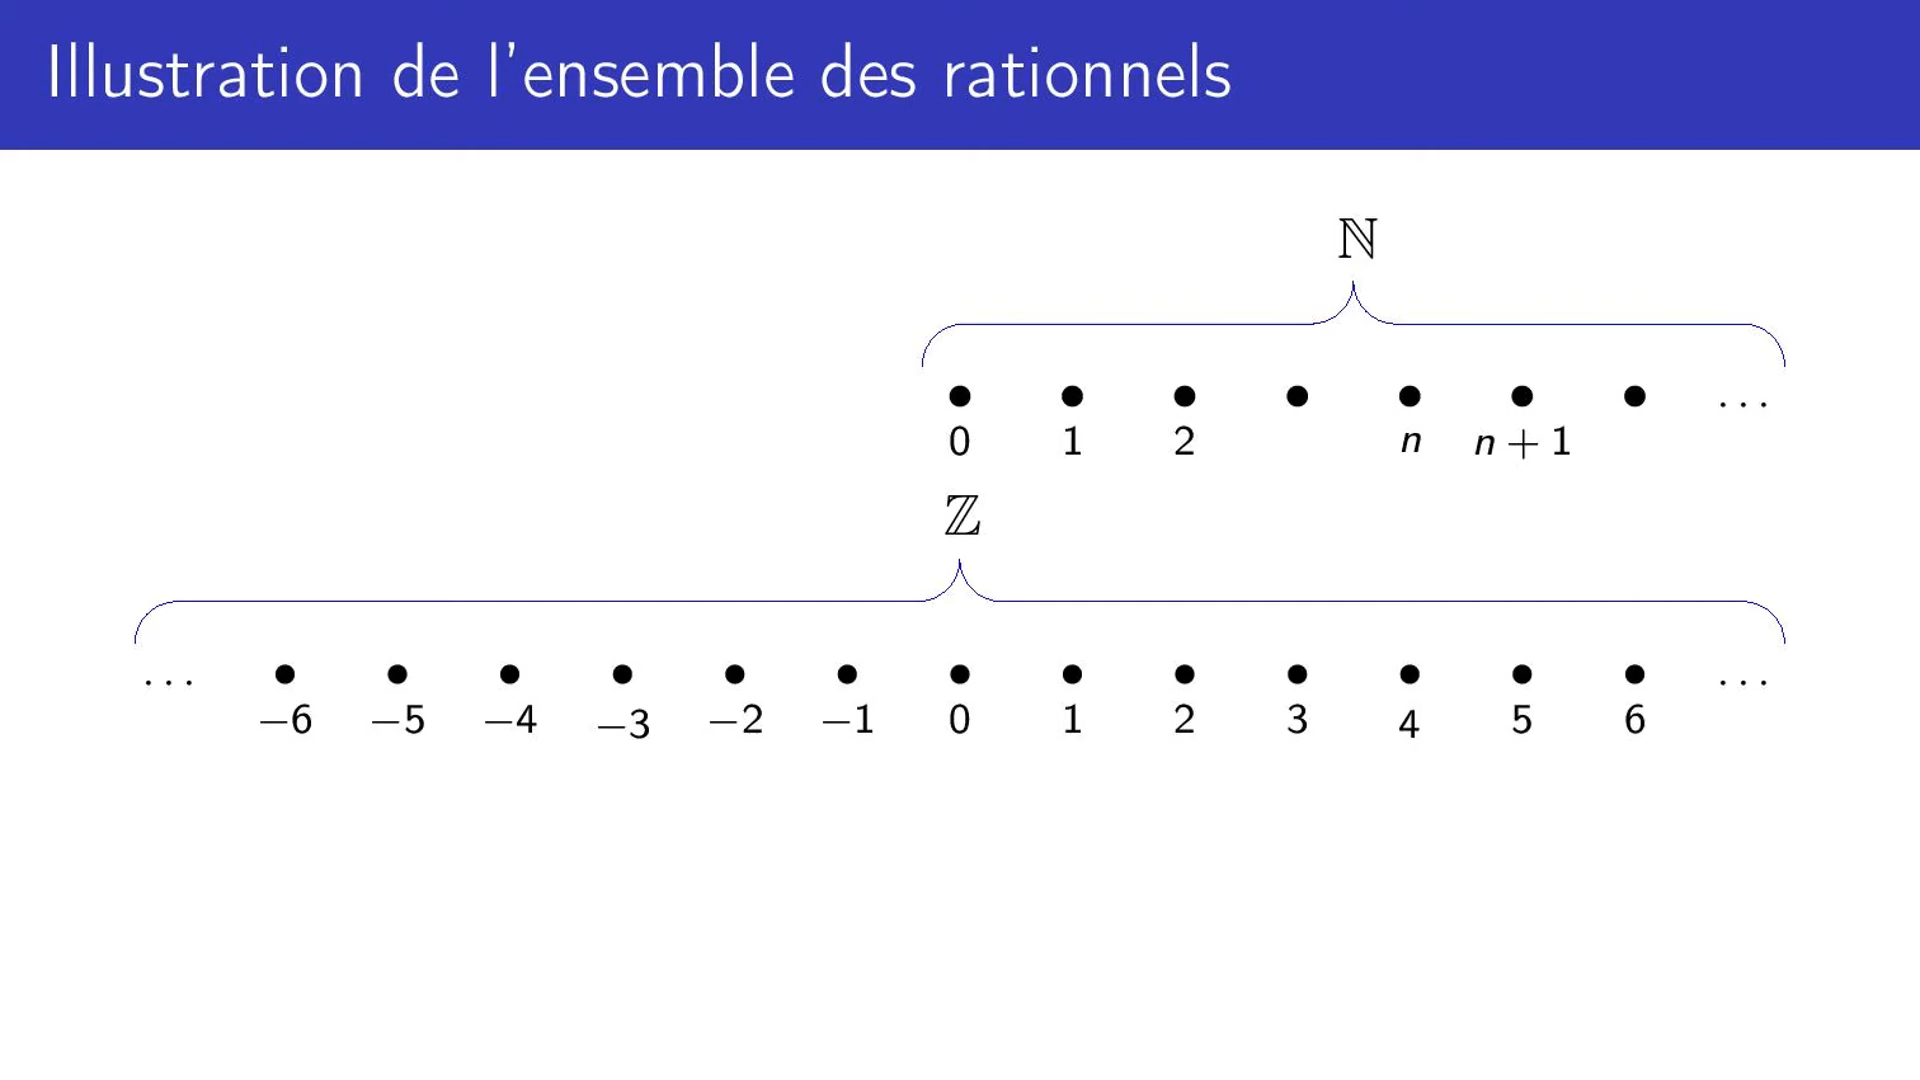 Illustration de l'ensemble des rationnels
ℕ
0 1 2 n n + 1 ...
ℤ
... −6 −5 −4 −3 −2 −1 0 1 2 3 4 5 6 ...